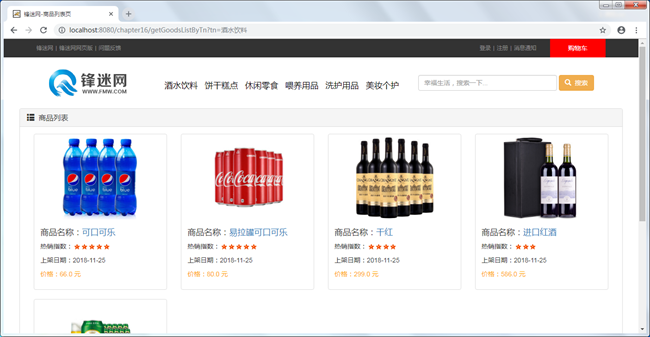 锋迷网-商品列表页
localhost:8080/chapter16/getGoodsListByTn?tn=酒水饮料
锋迷网 | 锋迷网网页版 | 问题反馈
登录 | 注册 | 消息通知
购物车
锋迷网
WWW.FMW.COM
酒水饮料 饼干糕点 休闲零食 喂养用品 洗护用品 美妆个护
幸福生活，搜索一下...
搜索
商品列表
商品名称：可口可乐
热销指数：★★★★★
上架日期：2018-11-25
价格：66.0 元
商品名称：易拉罐可口可乐
热销指数：★★★★★
上架日期：2018-11-25
价格：80.0 元
商品名称：干红
热销指数：★★★★
上架日期：2018-11-25
价格：299.0 元
商品名称：进口红酒
热销指数：★★★
上架日期：2018-11-25
价格：586.0 元